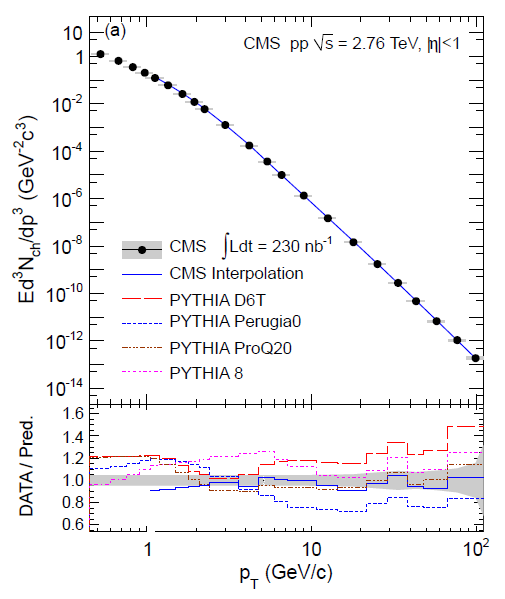 (a)
CMS pp √s = 2.76 TeV, |η|<1
10
1
10⁻²
10⁻⁴
10⁻⁶
10⁻⁸
10⁻¹⁰
10⁻¹²
10⁻¹⁴
Ed³N_ch/dp³ (GeV⁻²c³)
CMS ∫Ldt = 230 nb⁻¹
CMS Interpolation
PYTHIA D6T
PYTHIA Perugia0
PYTHIA ProQ20
PYTHIA 8
1.6
1.4
1.2
1.0
0.8
0.6
DATA / Pred.
1
10
10²
p_T (GeV/c)